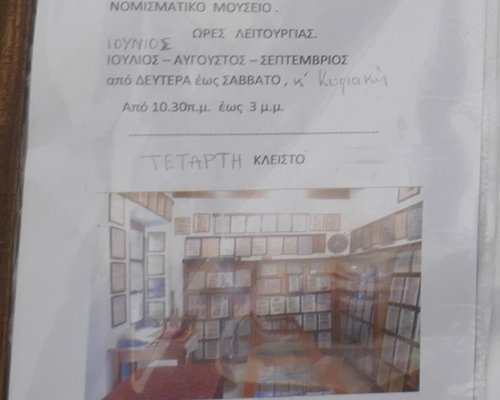 ΝΟΜΙΣΜΑΤΙΚΟ ΜΟΥΣΕΙΟ .
ΩΡΕΣ ΛΕΙΤΟΥΡΓΙΑΣ.
ΙΟΥΝΙΟΣ
ΙΟΥΛΙΟΣ – ΑΥΓΟΥΣΤΟΣ – ΣΕΠΤΕΜΒΡΙΟΣ
από ΔΕΥΤΕΡΑ έως ΣΑΒΒΑΤΟ , κ' Κυριακή
Από 10.30π.μ. έως 3 μ.μ.
ΤΕΤΑΡΤΗ ΚΛΕΙΣΤΟ